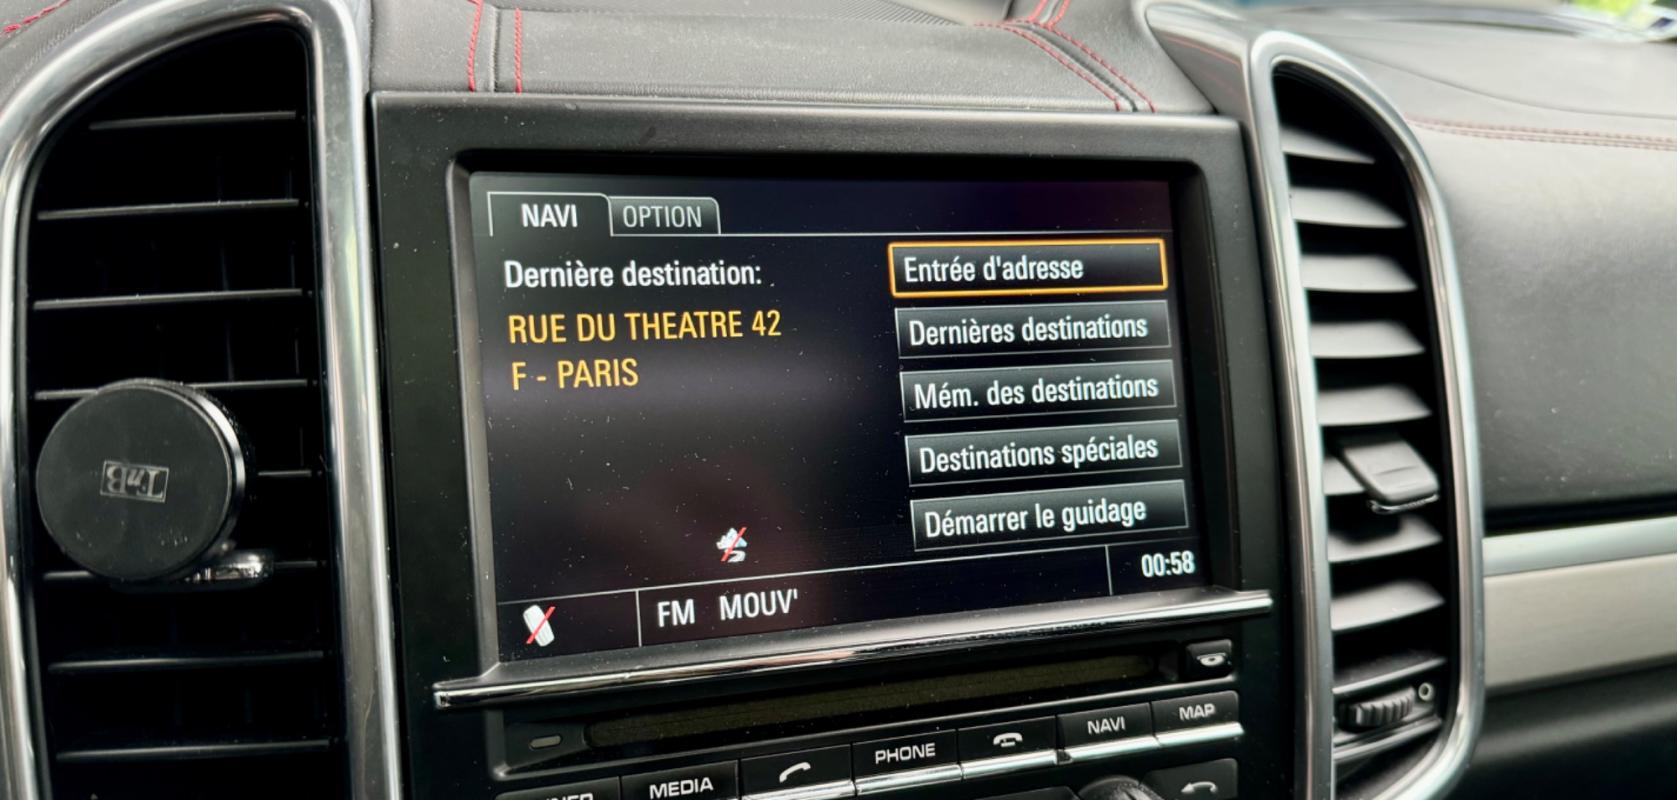 NAVI OPTION
Dernière destination:
RUE DU THEATRE 42
F - PARIS
Entrée d'adresse
Dernières destinations
Mém. des destinations
Destinations spéciales
Démarrer le guidage
FM MOUV'
00:58
TnB
MEDIA
PHONE
NAVI
MAP